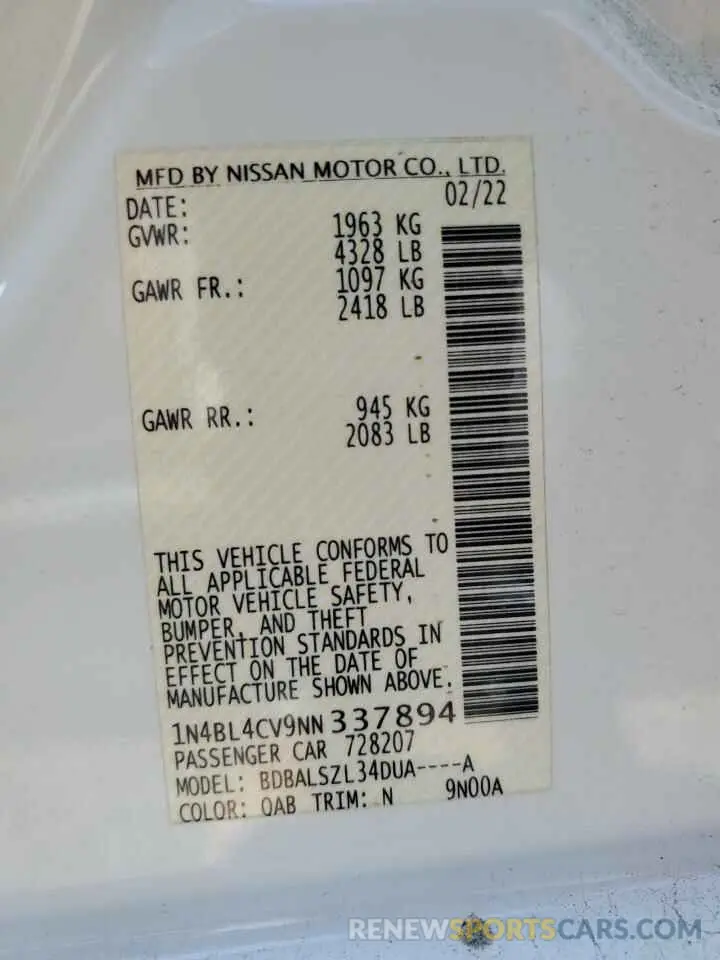 MFD BY NISSAN MOTOR CO., LTD.
DATE: 02/22
GVWR: 1963 KG
4328 LB
GAWR FR.: 1097 KG
2418 LB
GAWR RR.: 945 KG
2083 LB
THIS VEHICLE CONFORMS TO
ALL APPLICABLE FEDERAL
MOTOR VEHICLE SAFETY,
BUMPER, AND THEFT
PREVENTION STANDARDS IN
EFFECT ON THE DATE OF
MANUFACTURE SHOWN ABOVE.
1N4BL4CV9NN337894
PASSENGER CAR 728207
MODEL: BDBALSZL34DUA----A
COLOR: QAB TRIM: N 9N00A
RENEWSPORTSCARS.COM